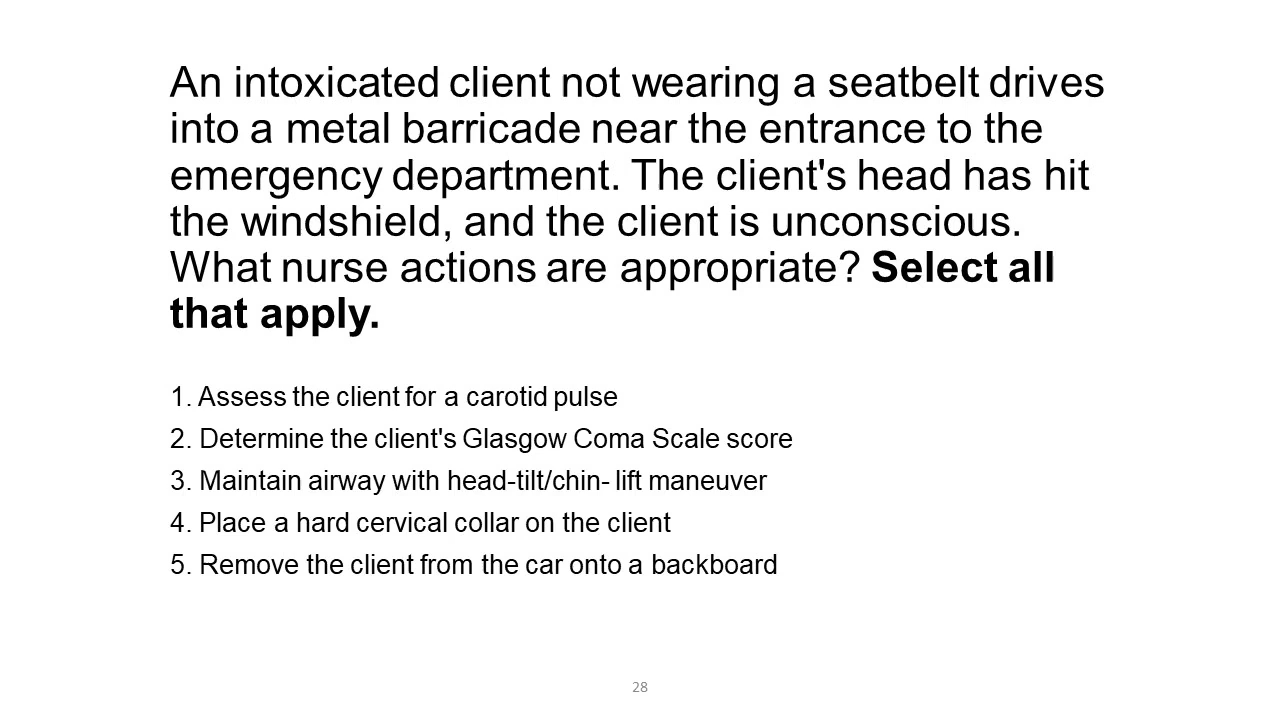 An intoxicated client not wearing a seatbelt drives
into a metal barricade near the entrance to the
emergency department. The client's head has hit
the windshield, and the client is unconscious.
What nurse actions are appropriate? Select all
that apply.
1. Assess the client for a carotid pulse
2. Determine the client's Glasgow Coma Scale score
3. Maintain airway with head-tilt/chin- lift maneuver
4. Place a hard cervical collar on the client
5. Remove the client from the car onto a backboard
28